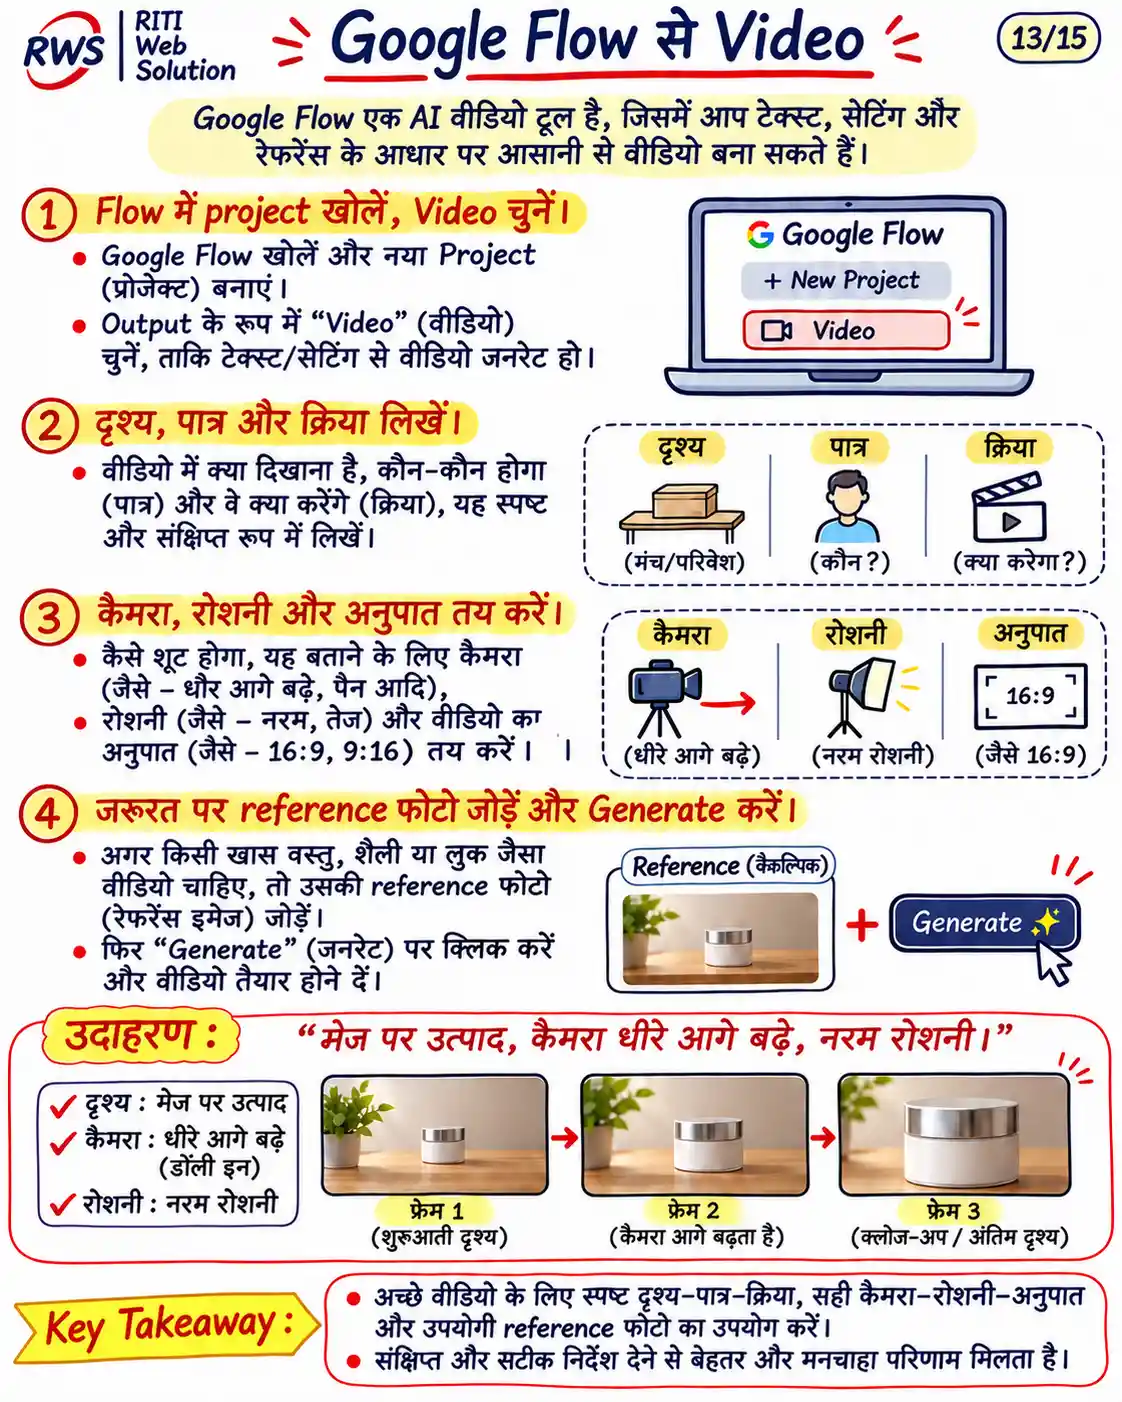 RWS
RITI
Web
Solution
Google Flow से Video
13/15
Google Flow एक AI वीडियो टूल है, जिसमें आप टेक्स्ट, सेटिंग और
रेफरेंस के आधार पर आसानी से वीडियो बना सकते हैं।
1 Flow में project खोलें, Video चुनें।
• Google Flow खोलें और नया Project
(प्रोजेक्ट) बनाएं।
• Output के रूप में “Video” (वीडियो)
चुनें, ताकि टेक्स्ट/सेटिंग से वीडियो जनरेट हो।
Google Flow
+ New Project
Video
2 दृश्य, पात्र और क्रिया लिखें।
• वीडियो में क्या दिखाना है, कौन-कौन होगा
(पात्र) और वे क्या करेंगे (क्रिया), यह स्पष्ट
और संक्षिप्त रूप में लिखें।
दृश्य
पात्र
क्रिया
(मंच/परिवेश)
(कौन?)
(क्या करेगा?)
3 कैमरा, रोशनी और अनुपात तय करें।
• कैसे शूट होगा, यह बताने के लिए कैमरा
(जैसे – धीर आगे बढ़े, पैन आदि),
• रोशनी (जैसे – नरम, तेज) और वीडियो का
अनुपात (जैसे – 16:9, 9:16) तय करें। ।
कैमरा
रोशनी
अनुपात
16:9
(धीरे आगे बढ़े)
(नरम रोशनी)
(जैसे 16:9)
4 जरूरत पर reference फोटो जोड़ें और Generate करें।
• अगर किसी खास वस्तु, शैली या लुक जैसा
वीडियो चाहिए, तो उसकी reference फोटो
(रेफरेंस इमेज) जोड़ें।
• फिर “Generate” (जनरेट) पर क्लिक करें
और वीडियो तैयार होने दें।
Reference
+
Generate
उदाहरण :
“मेज पर उत्पाद, कैमरा धीरे आगे बढ़े, नरम रोशनी।”
✓ दृश्य : मेज पर उत्पाद
✓ कैमरा : धीरे आगे बढ़े
(डॉली इन)
✓ रोशनी : नरम रोशनी
फ्रेम 1
(शुरुआती दृश्य)
फ्रेम 2
(कैमरा आगे बढ़ता है)
फ्रेम 3
(क्लोज-अप / अंतिम दृश्य)
Key Takeaway :
• अच्छे वीडियो के लिए स्पष्ट दृश्य-पात्र-क्रिया, सही कैमरा-रोशनी-अनुपात
और उपयोगी reference फोटो का उपयोग करें।
• संक्षिप्त और सटीक निर्देश देने से बेहतर और मनचाहा परिणाम मिलता है।